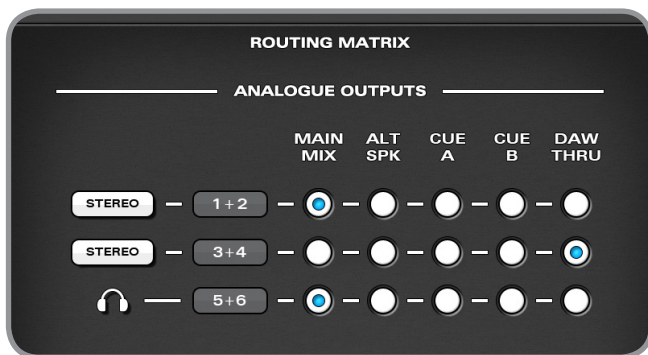 ROUTING MATRIX
ANALOGUE OUTPUTS
MAIN MIX ALT SPK CUE A CUE B DAW THRU
STEREO 1+2
STEREO 3+4
5+6